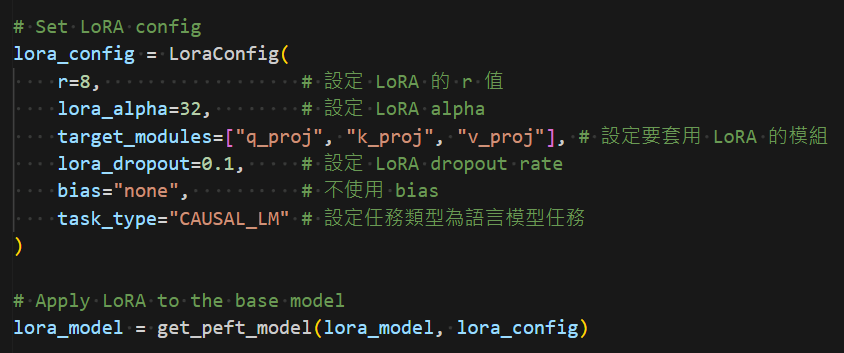 # Set LoRA config
lora_config = LoraConfig(
    r=8,                  # 設定 LoRA 的 r 值
    lora_alpha=32,        # 設定 LoRA alpha
    target_modules=["q_proj", "k_proj", "v_proj"], # 設定要套用 LoRA 的模組
    lora_dropout=0.1,     # 設定 LoRA dropout rate
    bias="none",          # 不使用 bias
    task_type="CAUSAL_LM" # 設定任務類型為語言模型任務
)
# Apply LoRA to the base model
lora_model = get_peft_model(lora_model, lora_config)